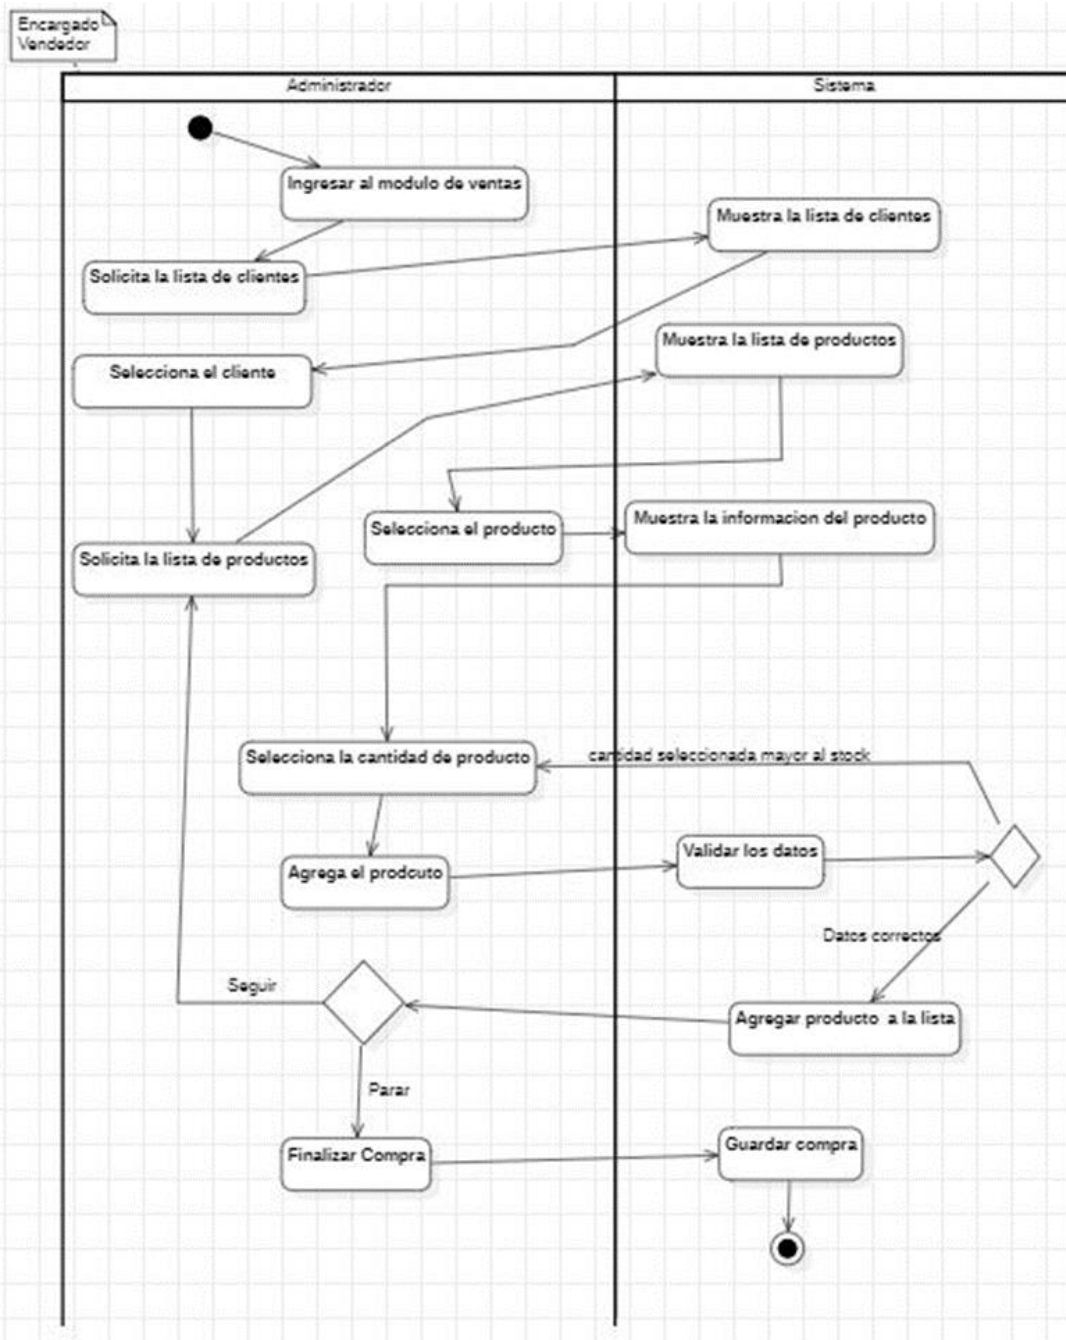 Encargado
Vendedor
Administrador
Sistema
Ingresar al modulo de ventas
Muestra la lista de clientes
Solicita la lista de clientes
Muestra la lista de productos
Selecciona el cliente
Muestra la informacion del producto
Selecciona el producto
Solicita la lista de productos
cantidad seleccionada mayor al stock
Selecciona la cantidad de producto
Validar los datos
Agrega el prodcuto
Datos correctos
Seguir
Agregar producto a la lista
Parar
Guardar compra
Finalizar Compra